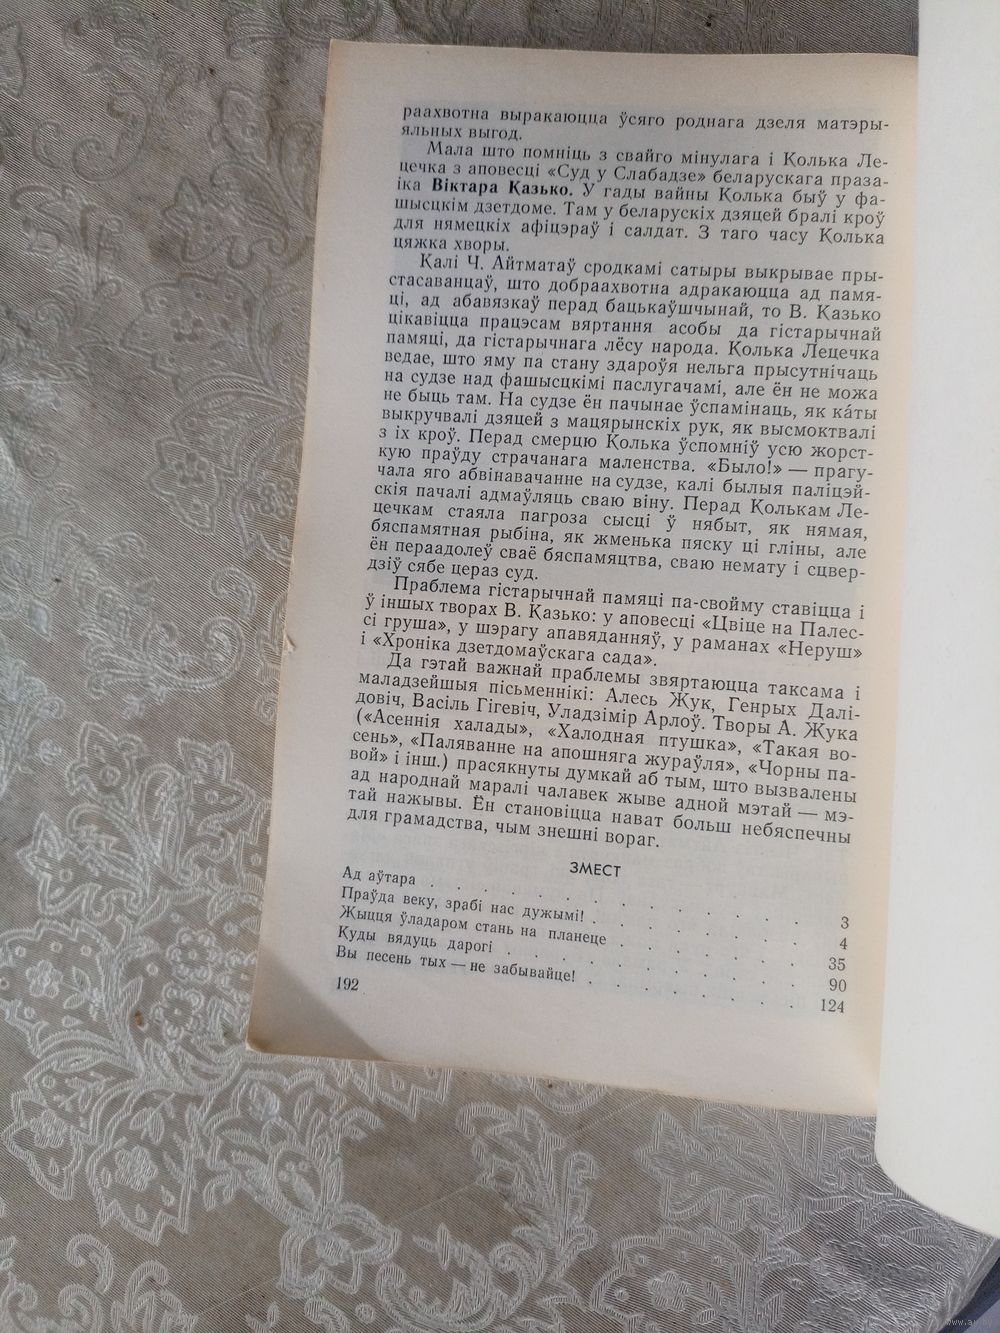 раахвотна выракаюцца ўсяго роднага дзеля матэры-
яльных выгод.
Мала што помніць з свайго мінулага і Колька Ле-
цечка з аповесці «Суд у Слабадзе» беларускага праза-
іка Віктара Казько. У гады вайны Колька быў у фа-
шысцкім дзетдоме. Там у беларускіх дзяцей бралі кроў
для нямецкіх афіцэраў і салдат. З таго часу Колька
цяжка хворы.
Калі Ч. Айтматаў сродкамі сатыры выкрывае пры-
стасаванцаў, што добраахвотна адракаюцца ад памя-
ці, ад абавязкаў перад бацькаўшчынай, то В. Казько
цікавіцца працэсам вяртання асобы да гістарычнай
памяці, да гістарычнага лёсу народа. Колька Лецечка
ведае, што яму па стану здароўя нельга прысутнічаць
на судзе над фашысцкімі паслугачамі, але ён не можа
не быць там. На судзе ён пачынае ўспамінаць, як ка́ты
выкручвалі дзяцей з мацярынскіх рук, як высмоктвалі
з іх кроў. Перад смерцю Колька ўспомніў усю жорст-
кую праўду страчанага маленства. «Было!» — прагу-
чала яго абвінавачанне на судзе, калі былыя паліцэй-
скія пачалі адмаўляць сваю віну. Перад Колькам Ле-
цечкам стаяла пагроза сысці ў нябыт, як нямая,
бяспамятная рыбіна, як жменька пяску ці гліны, але
ён пераадолеў сваё бяспамяцтва, сваю немату і сцвер-
дзіў сябе цераз суд.
Праблема гістарычнай памяці па-свойму ставіцца і
ў іншых творах В. Казько: у аповесці «Цвіце на Палес-
сі груша», у шэрагу апавяданняў, у раманах «Неруш»
і «Хроніка дзетдомаўскага сада».
Да гэтай важнай праблемы звяртаюцца таксама і
маладзейшыя пісьменнікі: Алесь Жук, Генрых Далі-
довіч, Васіль Гігевіч, Уладзімір Арлоў. Творы А. Жука
(«Асеннія халады», «Халодная птушка», «Такая во-
сень», «Паляванне на апошняга жураўля», «Чорны па-
вой» і інш.) прасякнуты думкай аб тым, што вызвалены
ад народнай маралі чалавек жыве адной мэтай — мэ-
тай нажывы. Ён становіцца нават больш небяспечны
для грамадства, чым знешні вораг.
ЗМЕСТ
Ад аўтара . . . . . . . . . . 3
Праўда веку, зрабі нас дужымі! . . . . . . . 4
Жыцця ўладаром стань на планеце . . . . . . 35
Куды вядуць дарогі . . . . . . . . . 90
Вы песень тых — не забывайце! . . . . . . 124
192